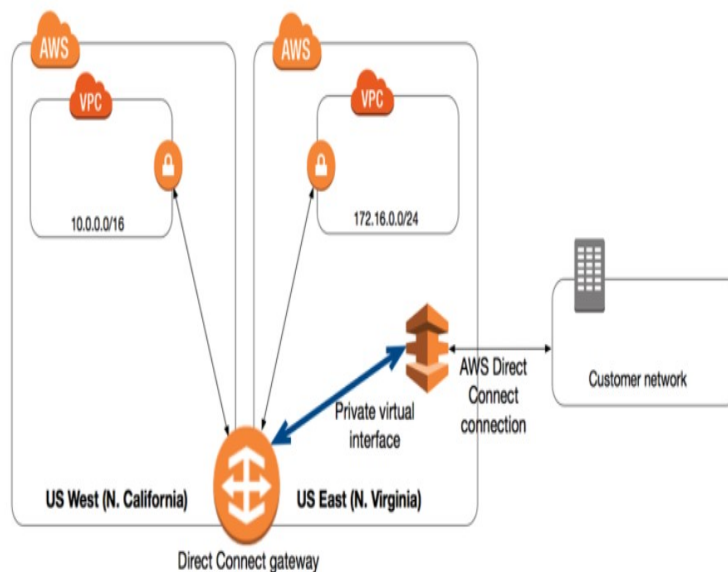 AWS
AWS
VPC
VPC
10.0.0.0/16
172.16.0.0/24
Customer network
AWS Direct
Connect
connection
Private virtual
interface
US West (N. California)
US East (N. Virginia)
Direct Connect gateway